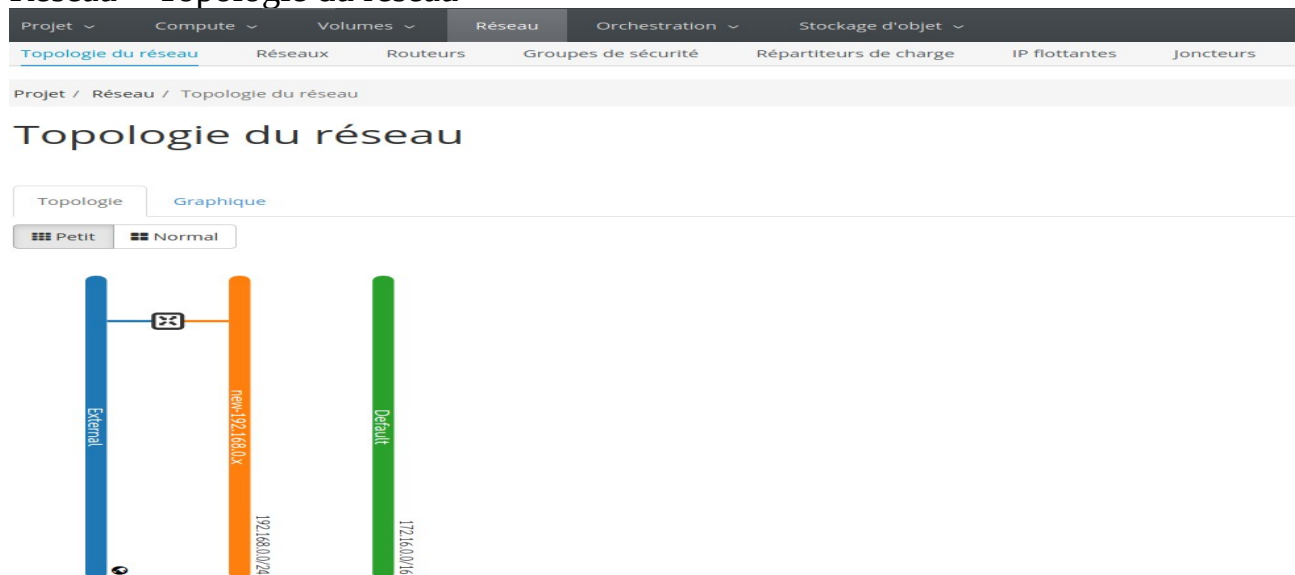 Réseau – Topologie du réseau
Projet Compute Volumes Réseau Orchestration Stockage d'objet
Topologie du réseau Réseaux Routeurs Groupes de sécurité Répartiteurs de charge IP flottantes Joncteurs
Projet / Réseau / Topologie du réseau
Topologie du réseau
Topologie Graphique
Petit Normal
External
new-192.168.0.x
192.168.0.0/24
Default
172.16.0.0/16